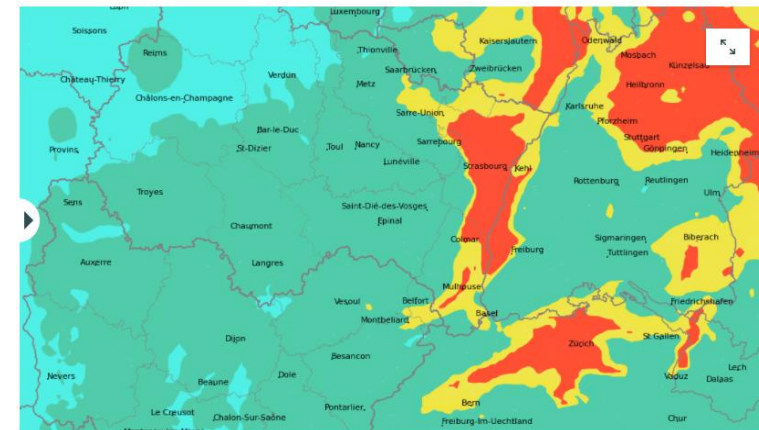 Luxembourg
Soissons
Reims
Thionville
Kaiserslautern
Odenwald
Mosbach
Künzelsau
Château-Thierry
Verdun
Saarbrücken
Zweibrücken
Châlons-en-Champagne
Metz
Heilbronn
Karlsruhe
Sarre-Union
Pforzheim
Bar-le-Duc
Stuttgart
Provins
St-Dizier
Toul
Nancy
Sarrebourg
Göppingen
Heidenheim
Lunéville
Strasbourg
Kehl
Rottenburg
Reutlingen
Troyes
Ulm
Sens
Saint-Dié-des-Vosges
Epinal
Chaumont
Colmar
Sigmaringen
Biberach
Freiburg
Tuttlingen
Auxerre
Langres
Mulhouse
Vesoul
Belfort
Friedrichshafen
Montbeliard
Basel
Dijon
Zürich
St.Gallen
Besancon
Nevers
Dole
Vaduz
Lech
Dalaas
Beaune
Bern
Pontarlier
Le Creusot
Chalon-Sur-Saône
Freiburg-Im-Uechtland
Chur